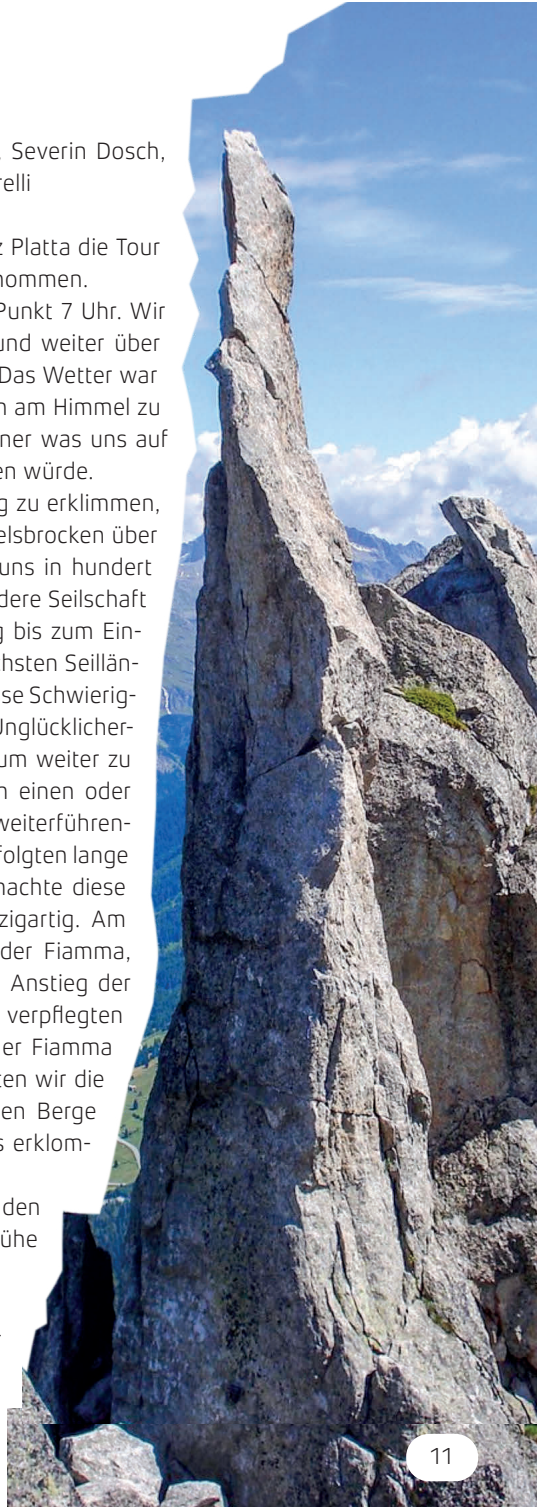 Severin Dosch,
relli
z Platta die Tour
nommen.
Punkt 7 Uhr. Wir
und weiter über
Das Wetter war
n am Himmel zu
ner was uns auf
en würde.
g zu erklimmen,
elsbrocken über
uns in hundert
dere Seilschaft
g bis zum Ein-
chsten Seillän-
se Schwierig-
Unglücklicher-
um weiter zu
n einen oder
weiterführen-
folgten lange
machte diese
zigartig. Am
der Fiamma,
Anstieg der
verpflegten
er Fiamma
ten wir die
en Berge
s erklom-
den
ühe
11